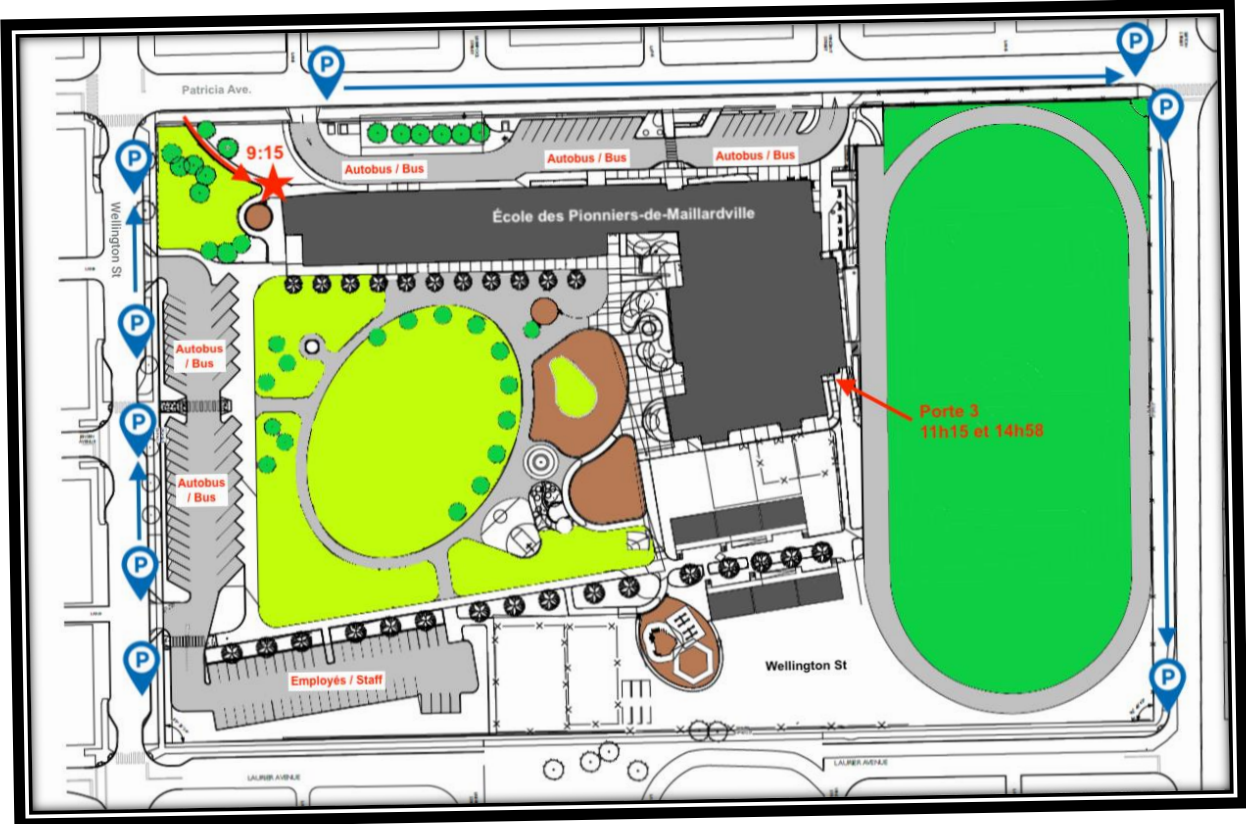 P
P
Patricia Ave.
P
P
9:15
Autobus / Bus
Autobus / Bus
Autobus / Bus
École des Pionniers-de-Maillardville
Wellington St
P
Autobus
/ Bus
P
Porte 3
11h15 et 14h58
Autobus
/ Bus
P
P
Wellington St
P
Employés / Staff
LAURIER AVENUE
LAURIER AVENUE